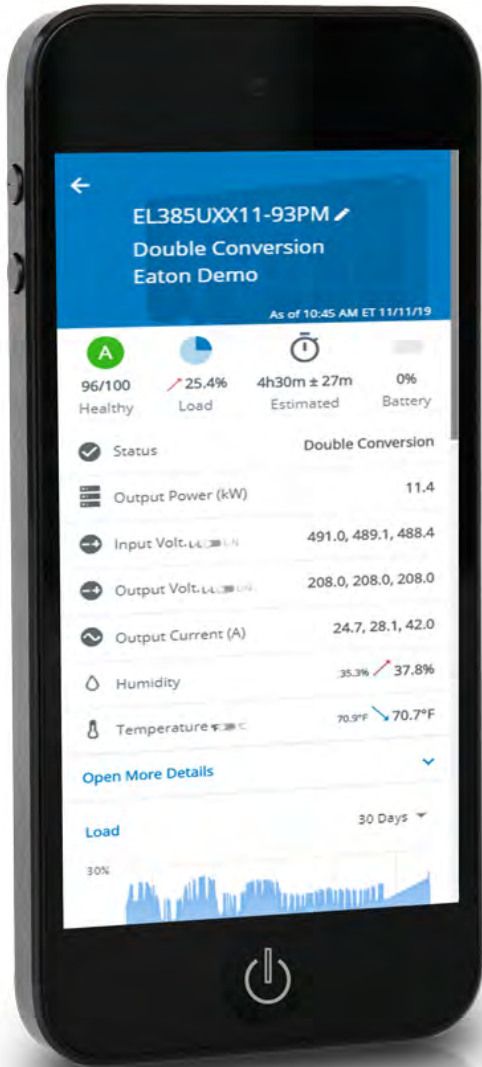 EL385UXX11-93PM
Double Conversion
Eaton Demo
As of 10:45 AM ET 11/11/19
A
96/100
Healthy
25.4%
Load
4h30m ± 27m
Estimated
0%
Battery
Status Double Conversion
Output Power (kW) 11.4
Input Volt. 491.0, 489.1, 488.4
Output Volt. 208.0, 208.0, 208.0
Output Current (A) 24.7, 28.1, 42.0
Humidity 35.3% 37.8%
Temperature °F °C 70.9°F 70.7°F
Open More Details
Load 30 Days
30%